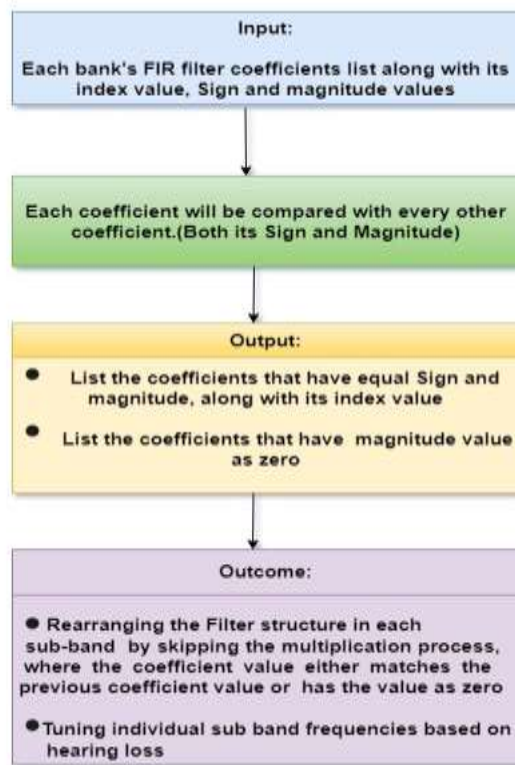 Input:
Each bank's FIR filter coefficients list along with its
index value, Sign and magnitude values
Each coefficient will be compared with every other
coefficient.(Both its Sign and Magnitude)
Output:
● List the coefficients that have equal Sign and
magnitude, along with its index value
● List the coefficients that have magnitude value
as zero
Outcome:
● Rearranging the Filter structure in each
sub-band by skipping the multiplication process,
where the coefficient value either matches the
previous coefficient value or has the value as zero
● Tuning individual sub band frequencies based on
hearing loss